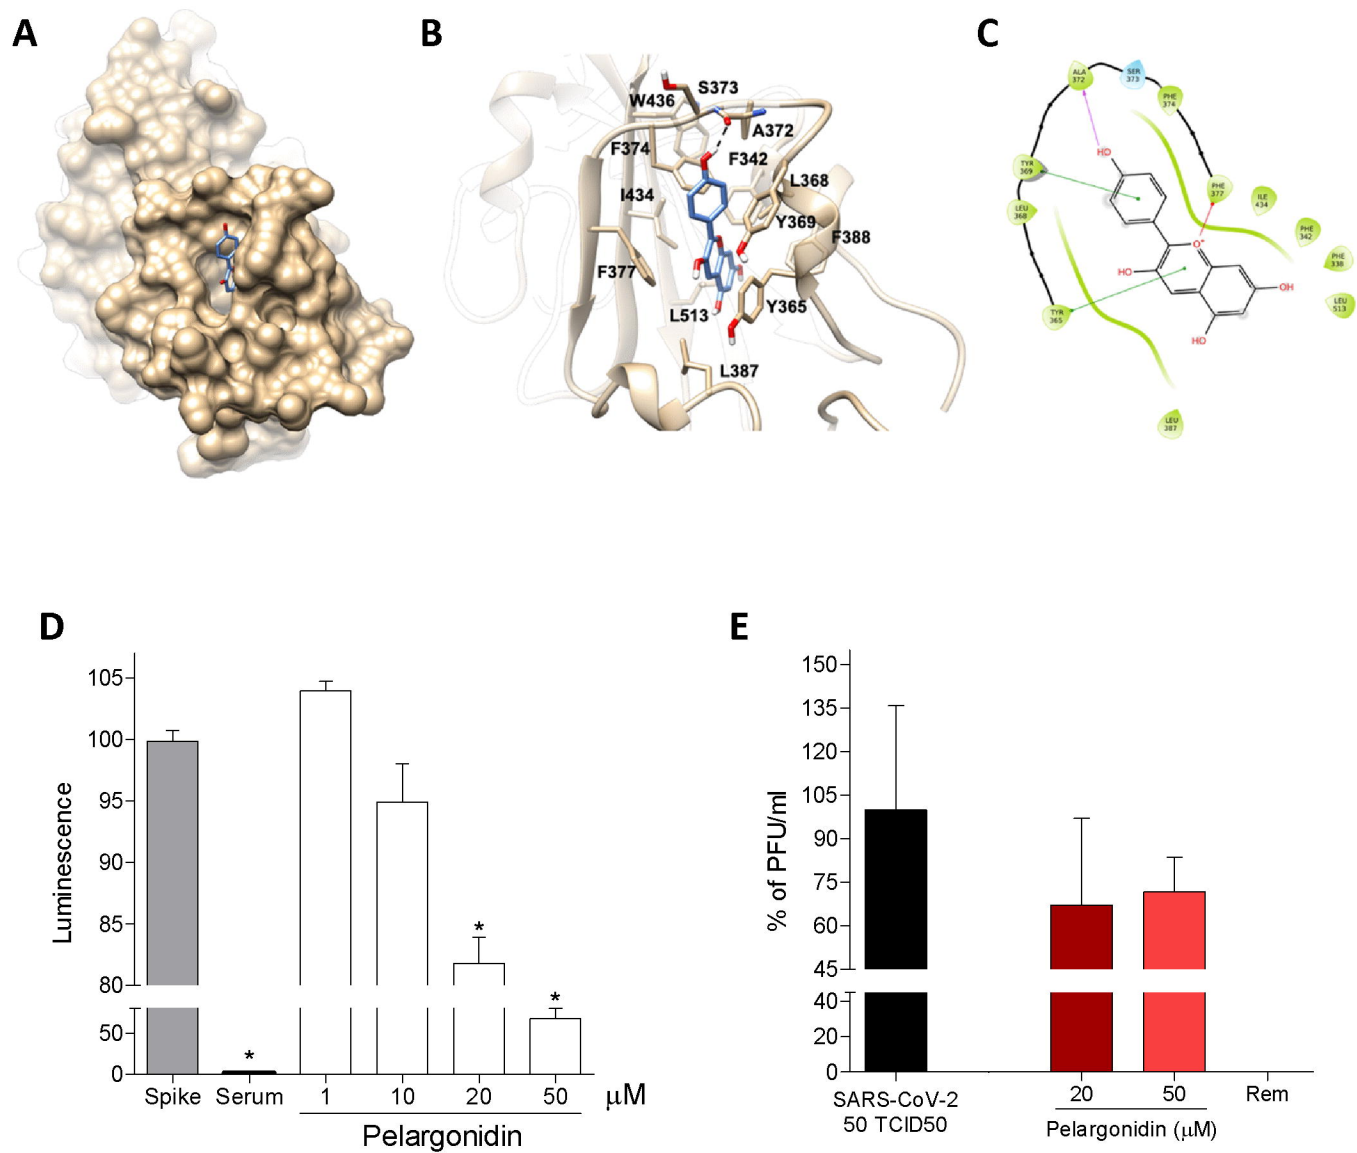 A
B
C
S373
W436
A372
F374
F342
L368
I434
Y369
F388
F377
L513
Y365
L387
ALA
372
SER
373
PHE
374
HO
TYR
369
PHE
377
ILE
434
LEU
368
PHE
342
O+
PHE
338
HO
OH
LEU
513
TYR
365
HO
LEU
387
D
Luminescence
105
100
95
90
85
80
50
0
*
*
*
Spike Serum 1 10 20 50 μM
Pelargonidin
E
% of PFU/ml
150
135
120
105
90
75
60
45
40
20
0
SARS-CoV-2
50 TCID50
20 50 Rem
Pelargonidin (μM)